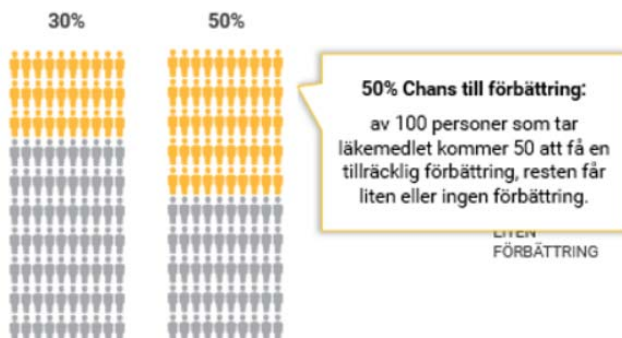 30%
50%
50% Chans till förbättring:
av 100 personer som tar
läkemedlet kommer 50 att få en
tillräcklig förbättring, resten får
liten eller ingen förbättring.
LITEN
FÖRBÄTTRING